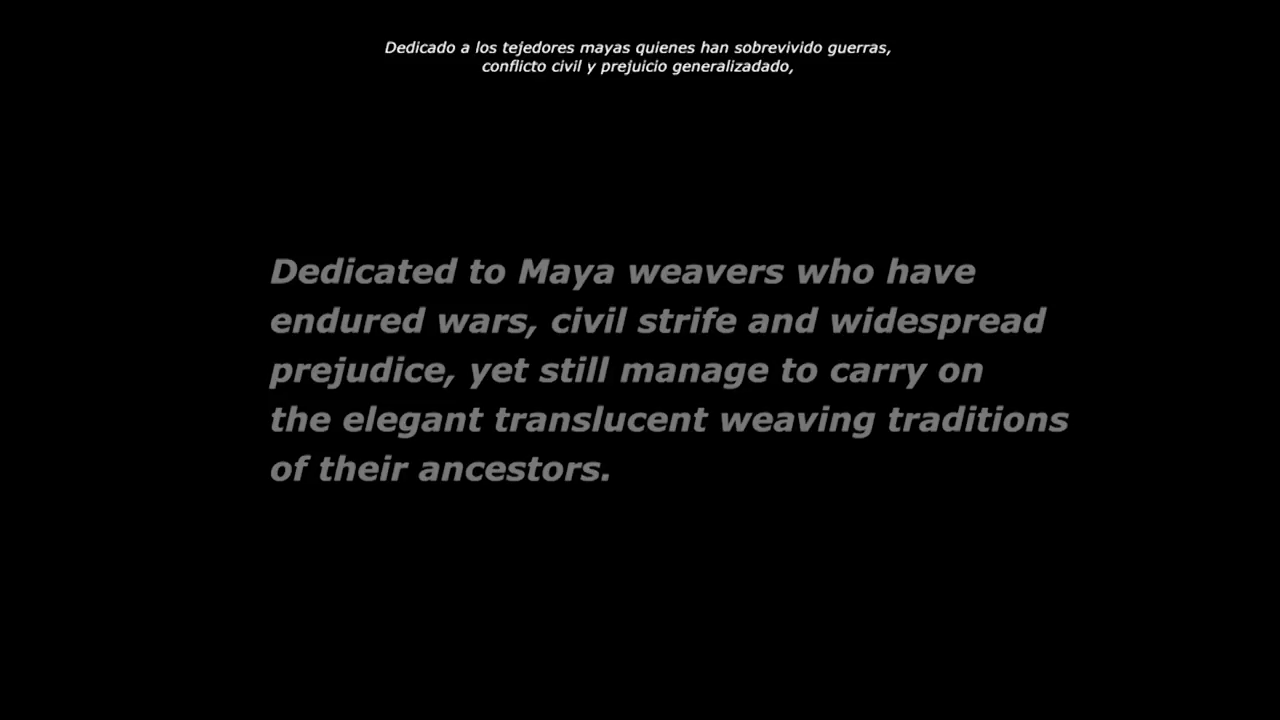 Dedicado a los tejedores mayas quienes han sobrevivido guerras,
conflicto civil y prejuicio generalizadado,
Dedicated to Maya weavers who have
endured wars, civil strife and widespread
prejudice, yet still manage to carry on
the elegant translucent weaving traditions
of their ancestors.